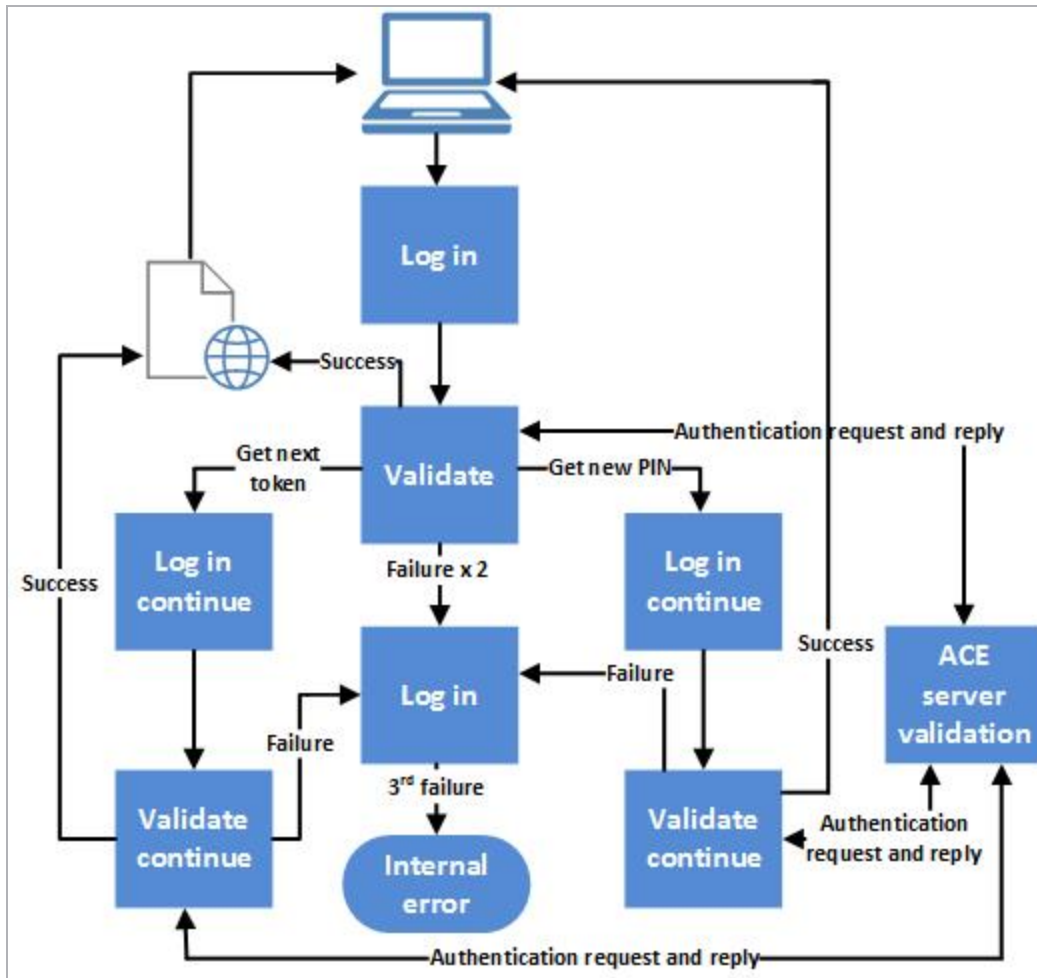 Log in
Success
Authentication request and reply
Get next
token
Validate
Get new PIN
Log in
continue
Failure x 2
Log in
continue
Success
Success
ACE
server
validation
Failure
Log in
Failure
3rd failure
Validate
continue
Internal
error
Validate
continue
Authentication
request and reply
Authentication request and reply